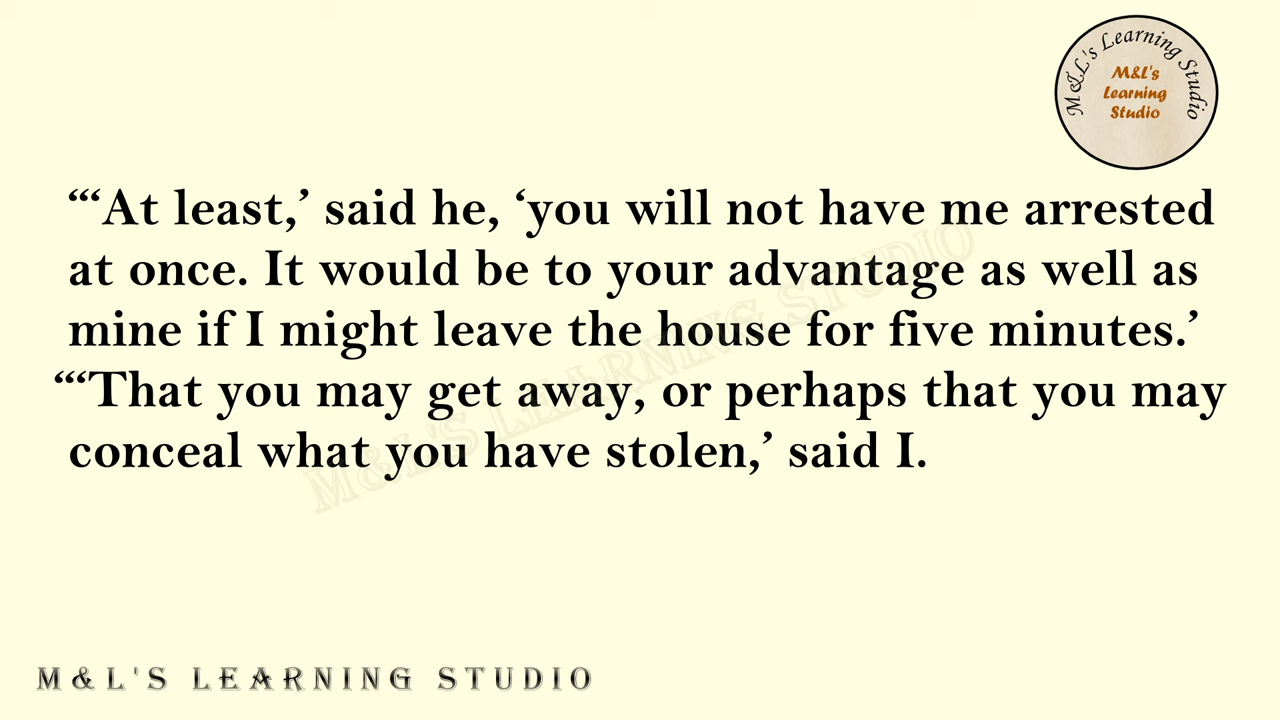 M&L's Learning Studio
M&L's
Learning
Studio
“‘At least,’ said he, ‘you will not have me arrested
at once. It would be to your advantage as well as
mine if I might leave the house for five minutes.’
“‘That you may get away, or perhaps that you may
conceal what you have stolen,’ said I.
M&L'S LEARNING STUDIO
M&L'S LEARNING STUDIO